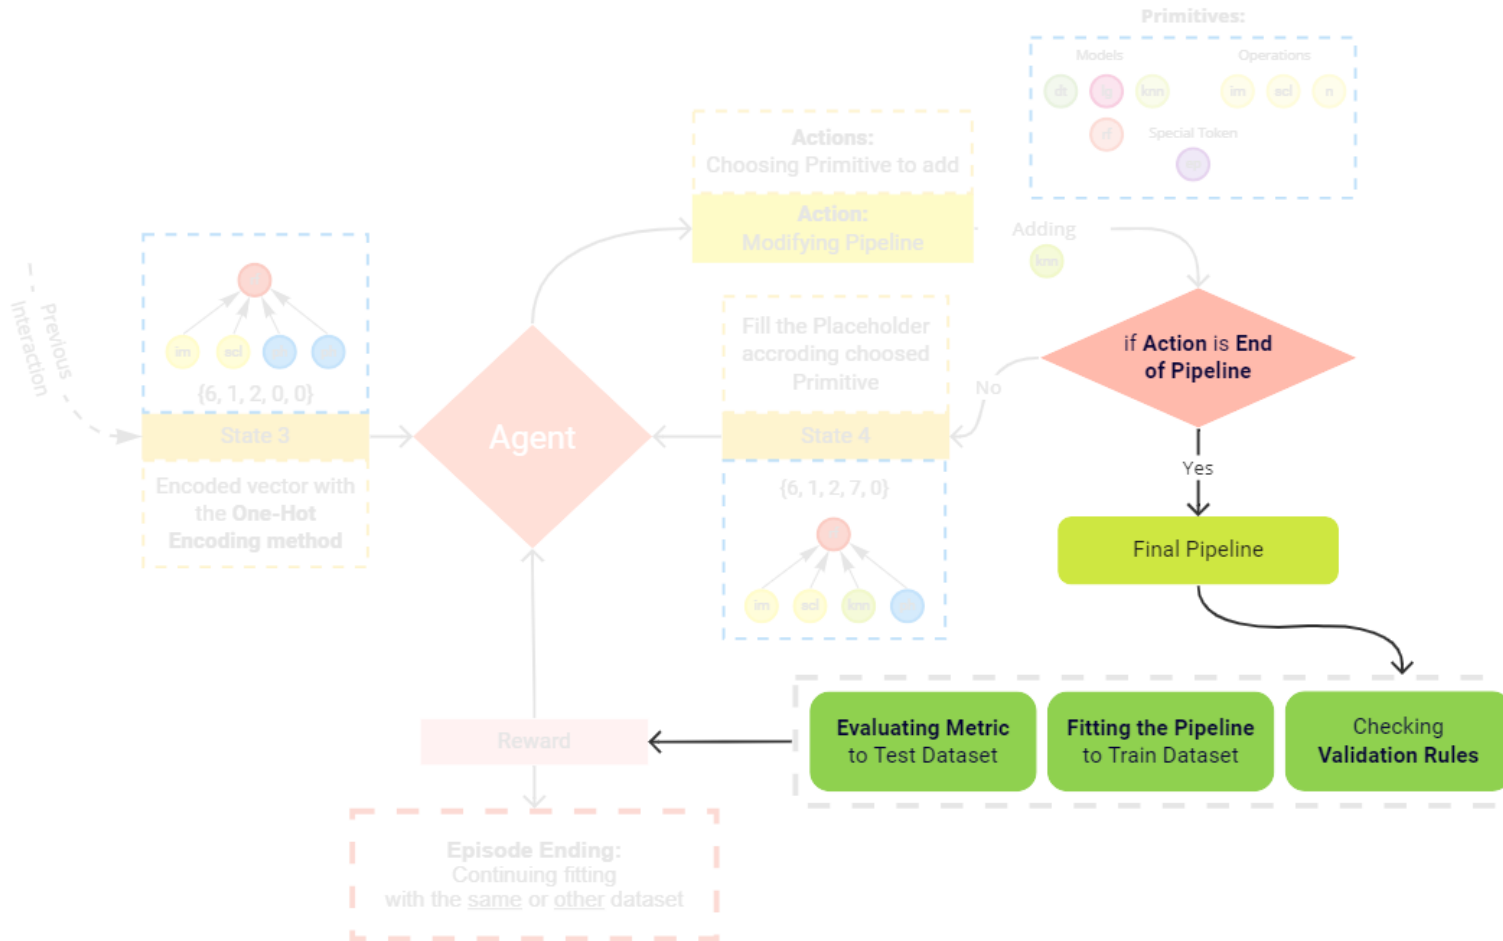 Primitives:
Models
Operations
dt
lg
knn
im
scl
n
rf
Special Token
ep
Actions:
Choosing Primitive to add
Action:
Modifying Pipeline
Adding
knn
Previous
Interaction
im
scl
{6, 1, 2, 0, 0}
State 3
Encoded vector with
the One-Hot
Encoding method
Agent
Fill the Placeholder
accroding choosed
Primitive
No
State 4
{6, 1, 2, 7, 0}
im
scl
knn
if Action is End
of Pipeline
Yes
Final Pipeline
Evaluating Metric
to Test Dataset
Fitting the Pipeline
to Train Dataset
Checking
Validation Rules
Reward
Episode Ending:
Continuing fitting
with the same or other dataset